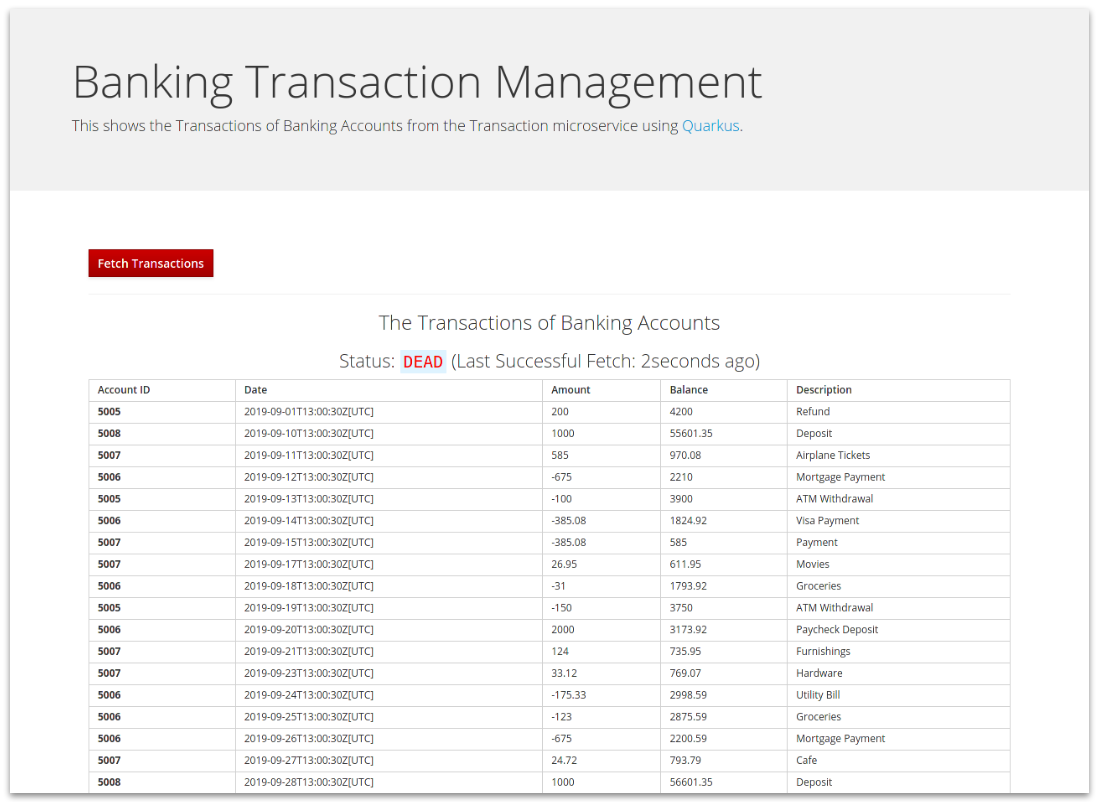 Banking Transaction Management
This shows the Transactions of Banking Accounts from the Transaction microservice using Quarkus.
Fetch Transactions
The Transactions of Banking Accounts
Status: DEAD (Last Successful Fetch: 2seconds ago)
Account ID Date Amount Balance Description
5005 2019-09-01T13:00:30Z[UTC] 200 4200 Refund
5008 2019-09-10T13:00:30Z[UTC] 1000 55601.35 Deposit
5007 2019-09-11T13:00:30Z[UTC] 585 970.08 Airplane Tickets
5006 2019-09-12T13:00:30Z[UTC] -675 2210 Mortgage Payment
5005 2019-09-13T13:00:30Z[UTC] -100 3900 ATM Withdrawal
5006 2019-09-14T13:00:30Z[UTC] -385.08 1824.92 Visa Payment
5007 2019-09-15T13:00:30Z[UTC] -385.08 585 Payment
5007 2019-09-17T13:00:30Z[UTC] 26.95 611.95 Movies
5006 2019-09-18T13:00:30Z[UTC] -31 1793.92 Groceries
5005 2019-09-19T13:00:30Z[UTC] -150 3750 ATM Withdrawal
5006 2019-09-20T13:00:30Z[UTC] 2000 3173.92 Paycheck Deposit
5007 2019-09-21T13:00:30Z[UTC] 124 735.95 Furnishings
5007 2019-09-23T13:00:30Z[UTC] 33.12 769.07 Hardware
5006 2019-09-24T13:00:30Z[UTC] -175.33 2998.59 Utility Bill
5006 2019-09-25T13:00:30Z[UTC] -123 2875.59 Groceries
5006 2019-09-26T13:00:30Z[UTC] -675 2200.59 Mortgage Payment
5007 2019-09-27T13:00:30Z[UTC] 24.72 793.79 Cafe
5008 2019-09-28T13:00:30Z[UTC] 1000 56601.35 Deposit